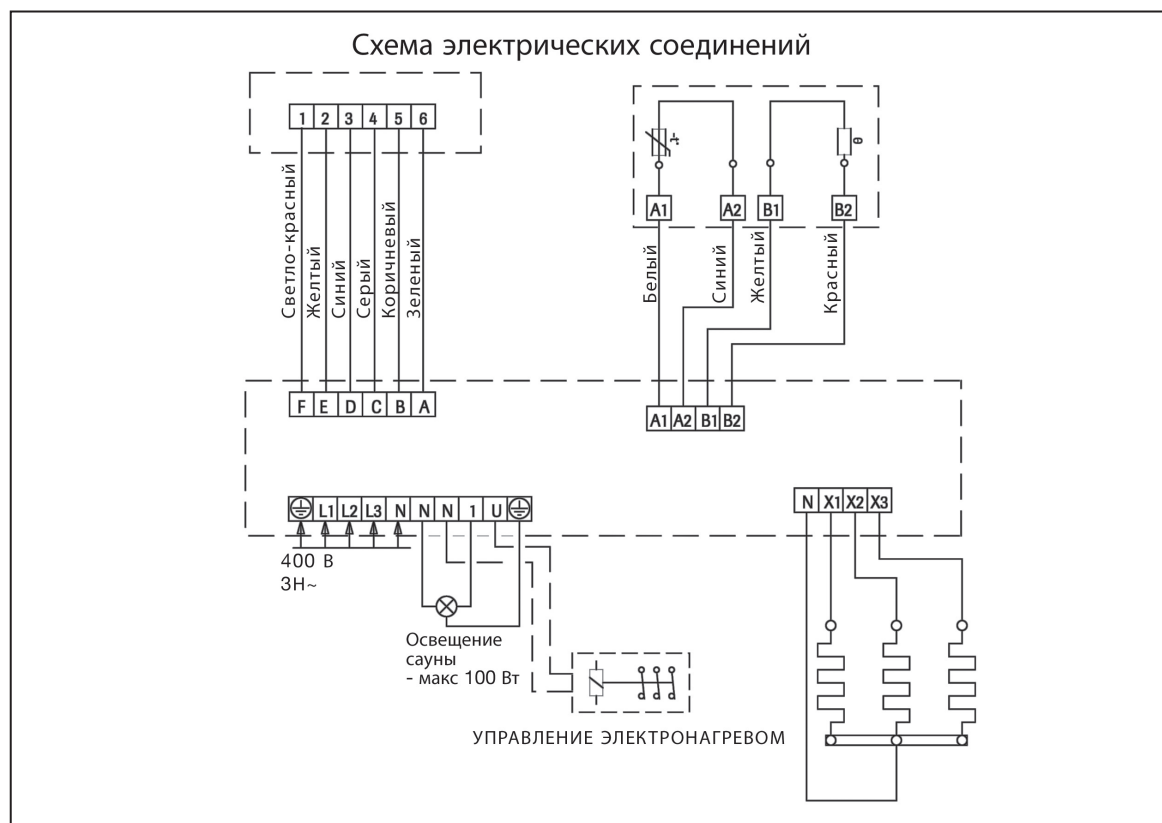 Схема электрических соединений
1 2 3 4 5 6
Светло-красный
Желтый
Синий
Серый
Коричневый
Зеленый
F E D C B A
-t°
θ
A1 A2 B1 B2
Белый
Синий
Желтый
Красный
A1 A2 B1 B2
L1 L2 L3 N N N 1 U
N X1 X2 X3
400 В
3Н~
Освещение
сауны
- макс 100 Вт
УПРАВЛЕНИЕ ЭЛЕКТРОНАГРЕВОМ